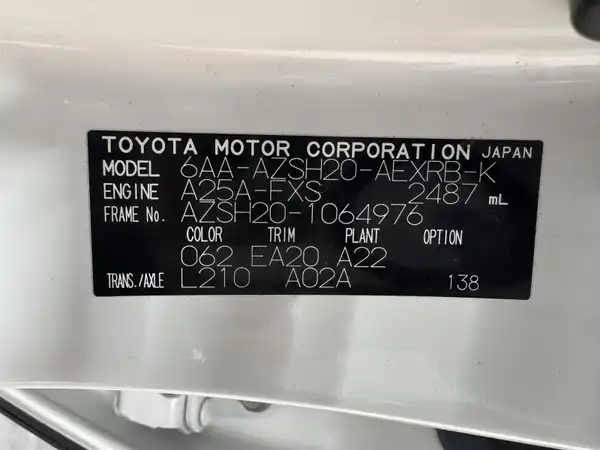 TOYOTA MOTOR CORPORATION JAPAN
MODEL 6AA-AZSH20-AEXRB-K
ENGINE A25A-FXS 2487 mL
FRAME No. AZSH20-1064976
COLOR TRIM PLANT OPTION
062 EA20 A22
TRANS./AXLE L210 A02A 138